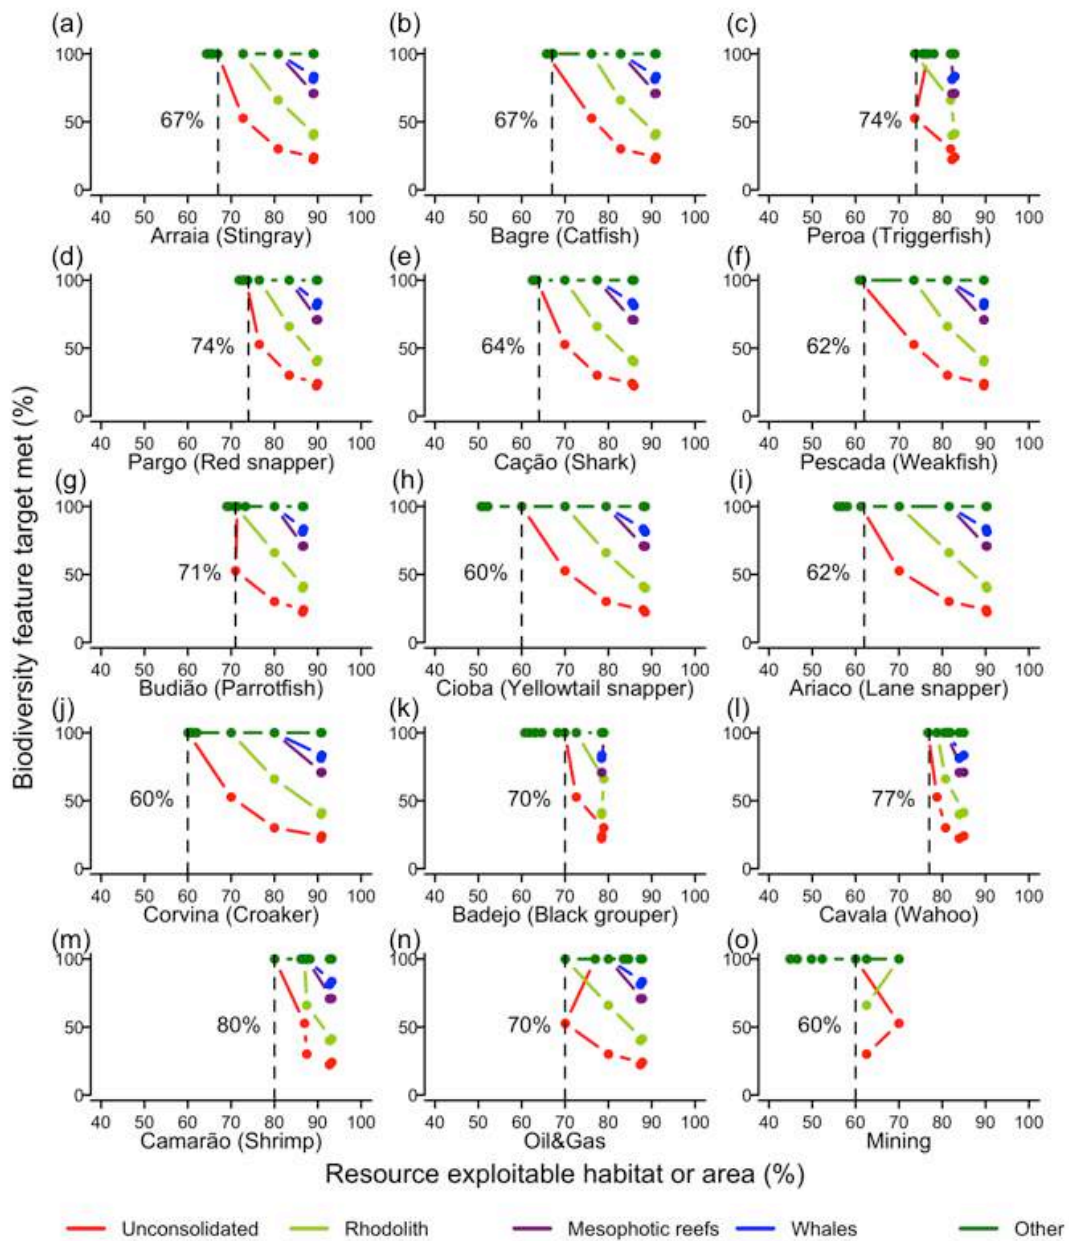 (a) (b) (c)
100 100 100
50 50 50
0 0 0
67% 67% 74%
40 50 60 70 80 90 100 40 50 60 70 80 90 100 40 50 60 70 80 90 100
Arraia (Stingray) Bagre (Catfish) Peroa (Triggerfish)
(d) (e) (f)
100 100 100
50 50 50
0 0 0
74% 64% 62%
40 50 60 70 80 90 100 40 50 60 70 80 90 100 40 50 60 70 80 90 100
Pargo (Red snapper) Cação (Shark) Pescada (Weakfish)
(g) (h) (i)
100 100 100
50 50 50
0 0 0
71% 60% 62%
40 50 60 70 80 90 100 40 50 60 70 80 90 100 40 50 60 70 80 90 100
Budião (Parrotfish) Cioba (Yellowtail snapper) Ariaco (Lane snapper)
(j) (k) (l)
100 100 100
50 50 50
0 0 0
60% 70% 77%
40 50 60 70 80 90 100 40 50 60 70 80 90 100 40 50 60 70 80 90 100
Corvina (Croaker) Badejo (Black grouper) Cavala (Wahoo)
(m) (n) (o)
100 100 100
50 50 50
0 0 0
80% 70% 60%
40 50 60 70 80 90 100 40 50 60 70 80 90 100 40 50 60 70 80 90 100
Camarão (Shrimp) Oil&Gas Mining
Biodiversity feature target met (%)
Resource exploitable habitat or area (%)
Unconsolidated Rhodolith Mesophotic reefs Whales Other